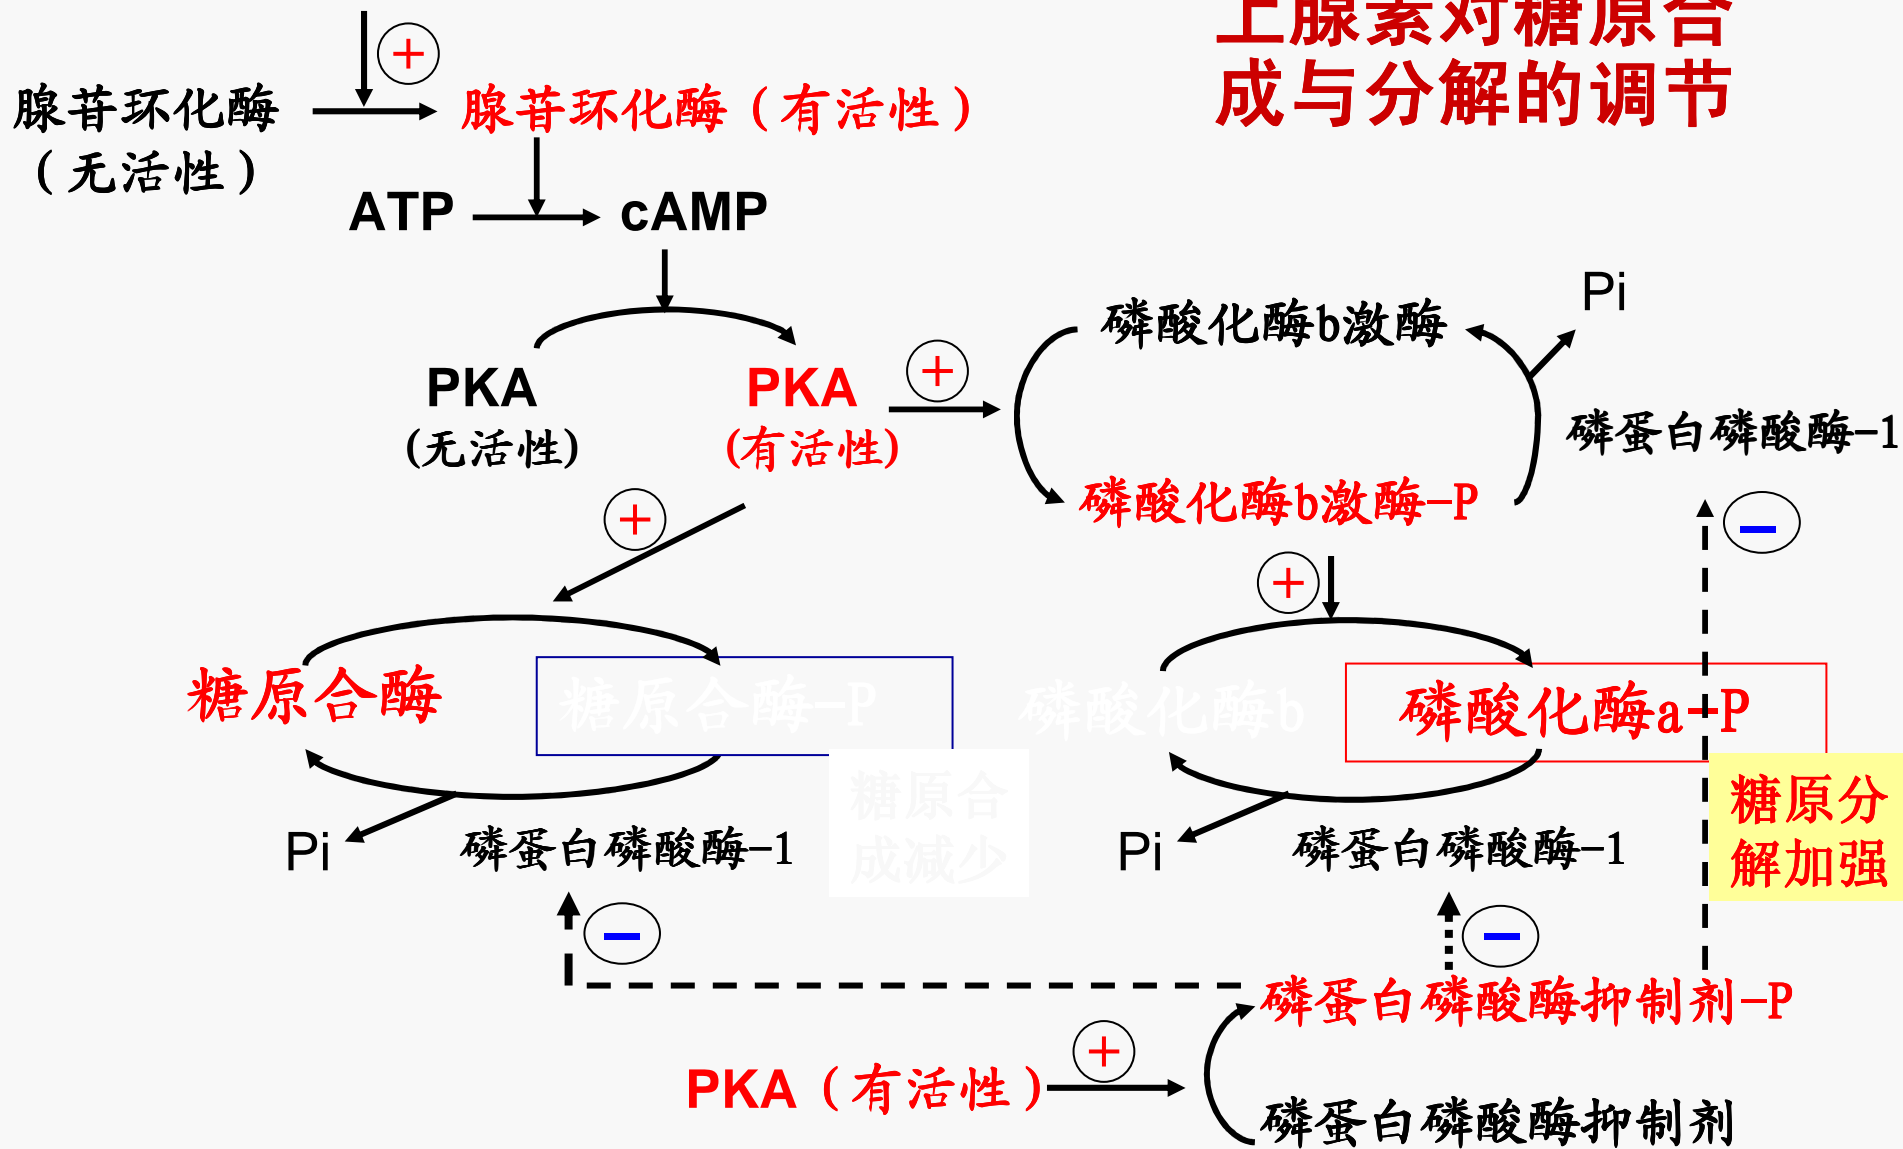 上腺素对糖原合
成与分解的调节
+
腺苷环化酶
腺苷环化酶（有活性）
（无活性）
ATP
cAMP
Pi
磷酸化酶b激酶
PKA
PKA
+
(无活性)
(有活性)
磷蛋白磷酸酶-1
磷酸化酶b激酶-P
+
−
+
糖原合酶
糖原合酶-P
磷酸化酶b
磷酸化酶a-P
糖原合
成减少
糖原分
解加强
Pi
磷蛋白磷酸酶-1
Pi
磷蛋白磷酸酶-1
−
−
磷蛋白磷酸酶抑制剂-P
PKA（有活性）
+
磷蛋白磷酸酶抑制剂